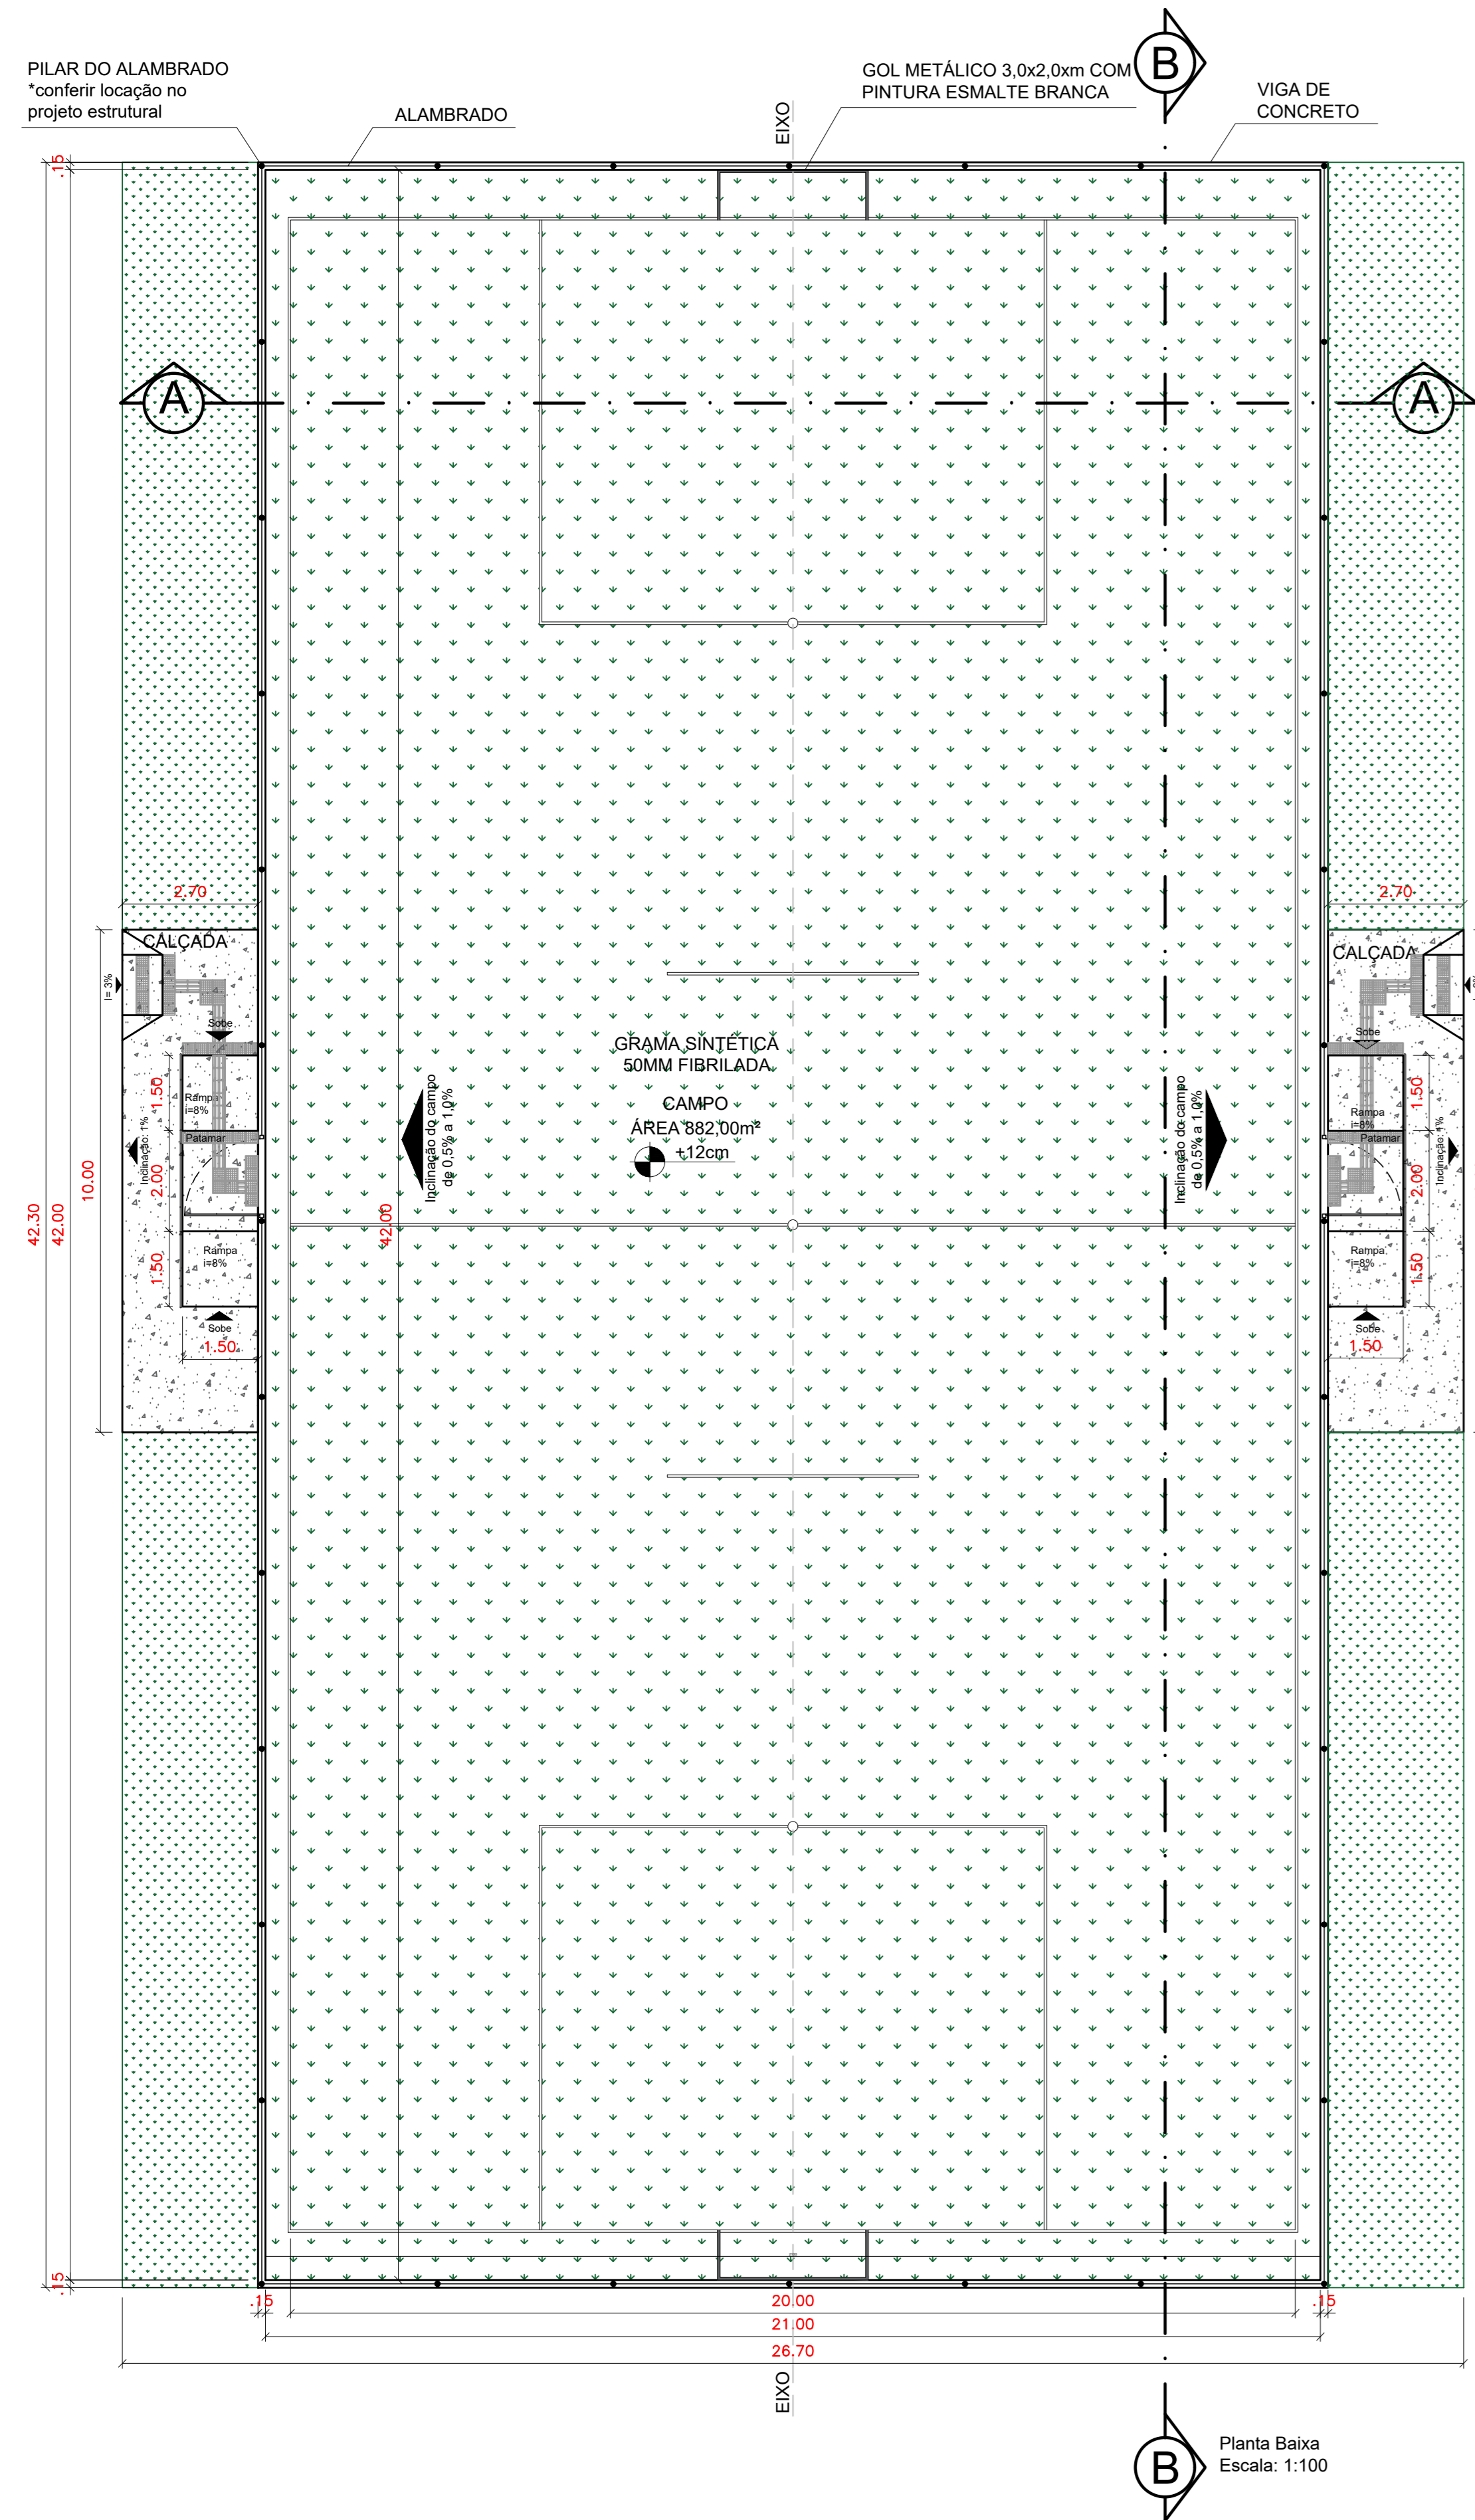 B
PILAR DO ALAMBRADO
*conferir locação no
projeto estrutural
ALAMBRADO
EIXO
GOL METÁLICO 3,0x2,0xm COM
PINTURA ESMALTE BRANCA
VIGA DE
CONCRETO
.15
A
A
2.70
2.70
CALÇADA
CALÇADA
I= 3%
Sobe
Sobe
GRAMA SINTÉTICA
50MM FIBRILADA
CAMPO
ÁREA 882,00m²
+12cm
Inclinação do campo
de 0,5% a 1,0%
Inclinação do campo
de 0,5% a 1,0%
1.50
Rampa
i=8%
Patamar
Inclinação: 1%
2.00
1.50
Rampa
i=8%
Sobe
1.50
1.50
Rampa
i=8%
Patamar
Inclinação: 1%
2.00
1.50
Rampa
i=8%
Sobe
1.50
10.00
42.30
42.00
42.00
.15
.15
20.00
.15
21.00
26.70
EIXO
B
Planta Baixa
Escala: 1:100